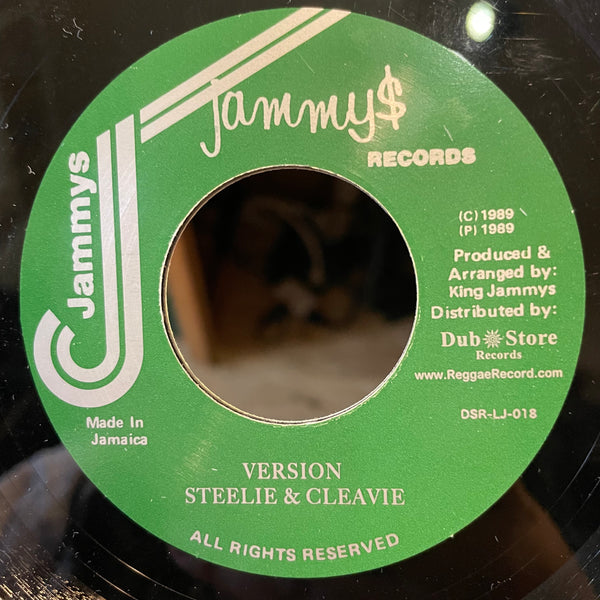 Jammy$
RECORDS
Jammys
(C) 1989
(P) 1989
Produced &
Arranged by:
King Jammys
Distributed by:
Dub Store
Records
www.ReggaeRecord.com
DSR-LJ-018
Made In
Jamaica
VERSION
STEELIE & CLEAVIE
ALL RIGHTS RESERVED